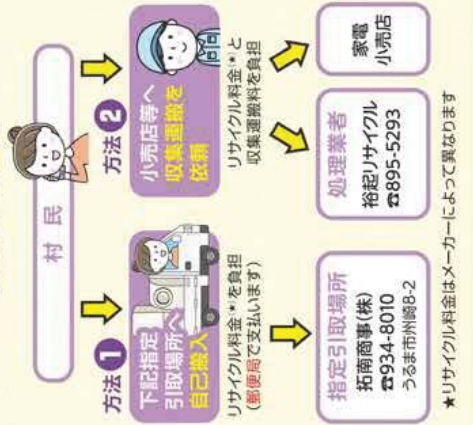 村 民
方法 1
下記指定
引取場所へ
自己搬入
リサイクル料金(*)を負担
(郵便局で支払います)
指定引取場所
拓南商事(株)
☎934-8010
うるま市州崎8-2
方法 2
小売店等へ
収集運搬を
依頼
リサイクル料金(*)と
収集運搬料を負担
処理業者
裕起リサイクル
☎895-5293
家電
小売店
★リサイクル料金はメーカーによって異なります